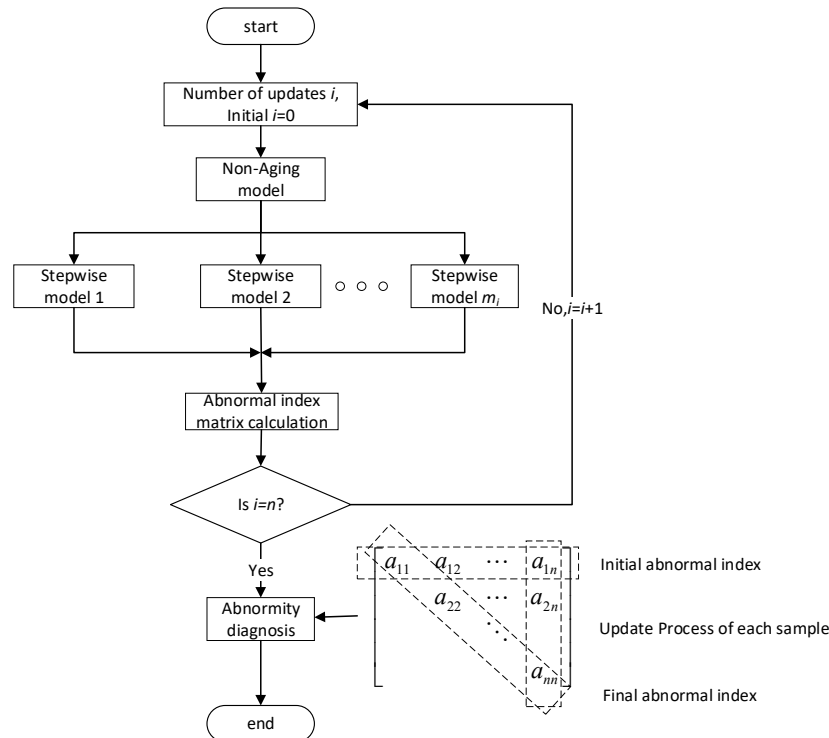 start
Number of updates i,
Initial i=0
Non-Aging
model
Stepwise
model 1
Stepwise
model 2
Stepwise
model mi
No,i=i+1
Abnormal index
matrix calculation
Is i=n?
Yes
Abnormity
diagnosis
end
a11 a12 ··· a1n
a22 ··· a2n
⋱
ann
Initial abnormal index
Update Process of each sample
Final abnormal index